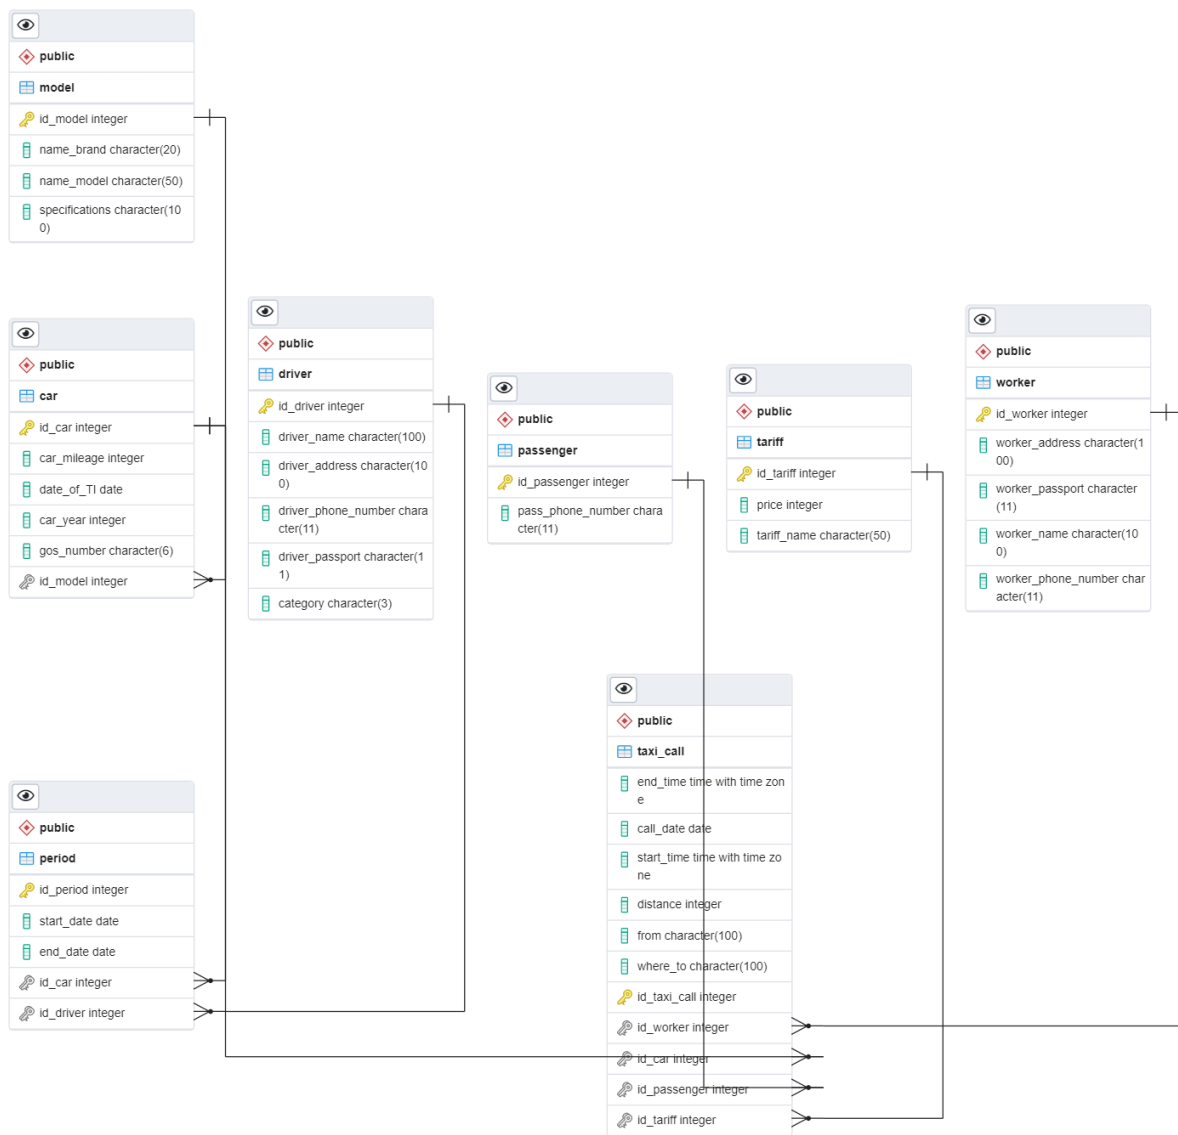 public
model
id_model integer
name_brand character(20)
name_model character(50)
specifications character(10
0)
public
car
id_car integer
car_mileage integer
date_of_TI date
car_year integer
gos_number character(6)
id_model integer
public
driver
id_driver integer
driver_name character(100)
driver_address character(10
0)
driver_phone_number chara
cter(11)
driver_passport character(1
1)
category character(3)
public
passenger
id_passenger integer
pass_phone_number chara
cter(11)
public
tariff
id_tariff integer
price integer
tariff_name character(50)
public
worker
id_worker integer
worker_address character(1
00)
worker_passport character
(11)
worker_name character(10
0)
worker_phone_number char
acter(11)
public
period
id_period integer
start_date date
end_date date
id_car integer
id_driver integer
public
taxi_call
end_time time with time zon
e
call_date date
start_time time with time zo
ne
distance integer
from character(100)
where_to character(100)
id_taxi_call integer
id_worker integer
id_car integer
id_passenger integer
id_tariff integer